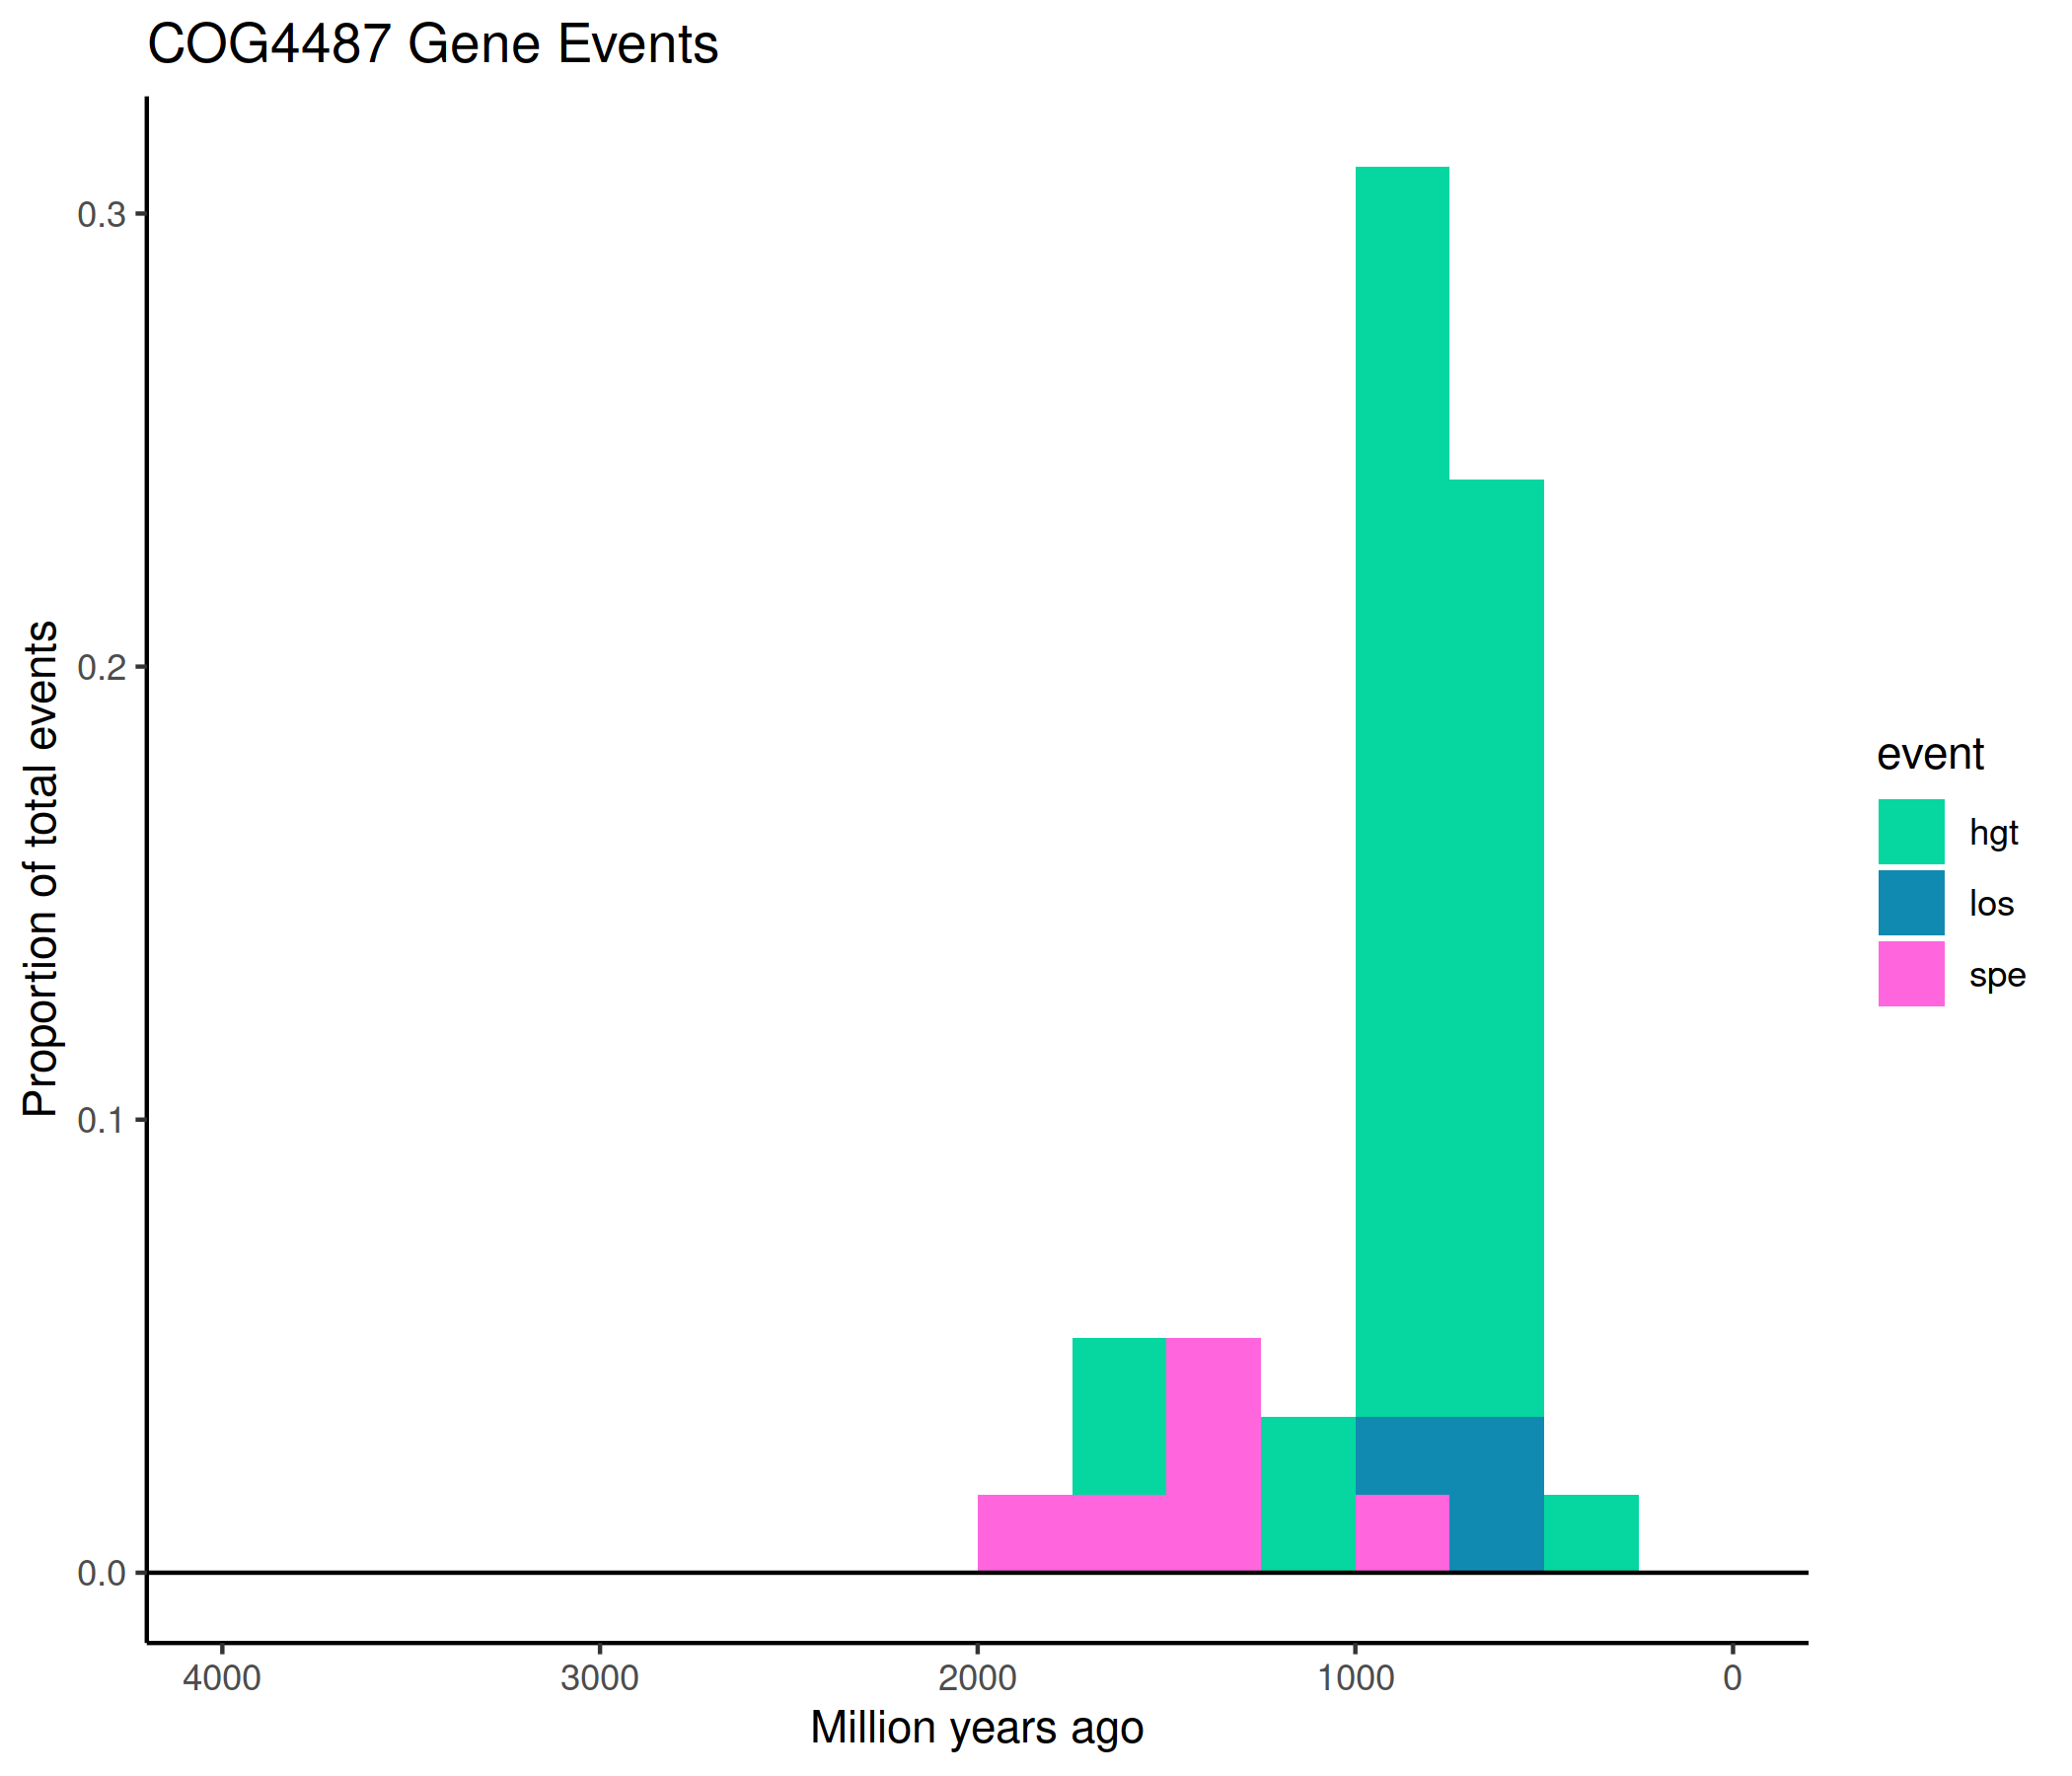 COG4487 Gene Events
Proportion of total events
0.3
0.2
0.1
0.0
4000 3000 2000 1000 0
Million years ago
event
hgt
los
spe